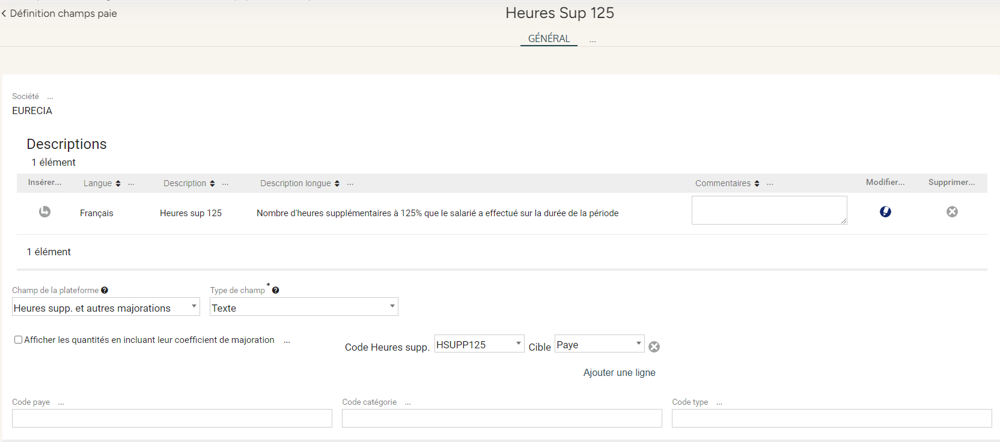 Définition champs paie
Heures Sup 125
GÉNÉRAL ...
Société ...
EURECIA
Descriptions
1 élément
Insérer... Langue ... Description ... Description longue ... Commentaires ... Modifier... Supprimer...
Français Heures sup 125 Nombre d'heures supplémentaires à 125% que le salarié a effectué sur la durée de la période
1 élément
Champ de la plateforme ? Type de champ * ?
Heures supp. et autres majorations Texte
Afficher les quantités en incluant leur coefficient de majoration ... Code Heures supp. HSUPP125 Cible Paye
Ajouter une ligne
Code paye ... Code catégorie ... Code type ...